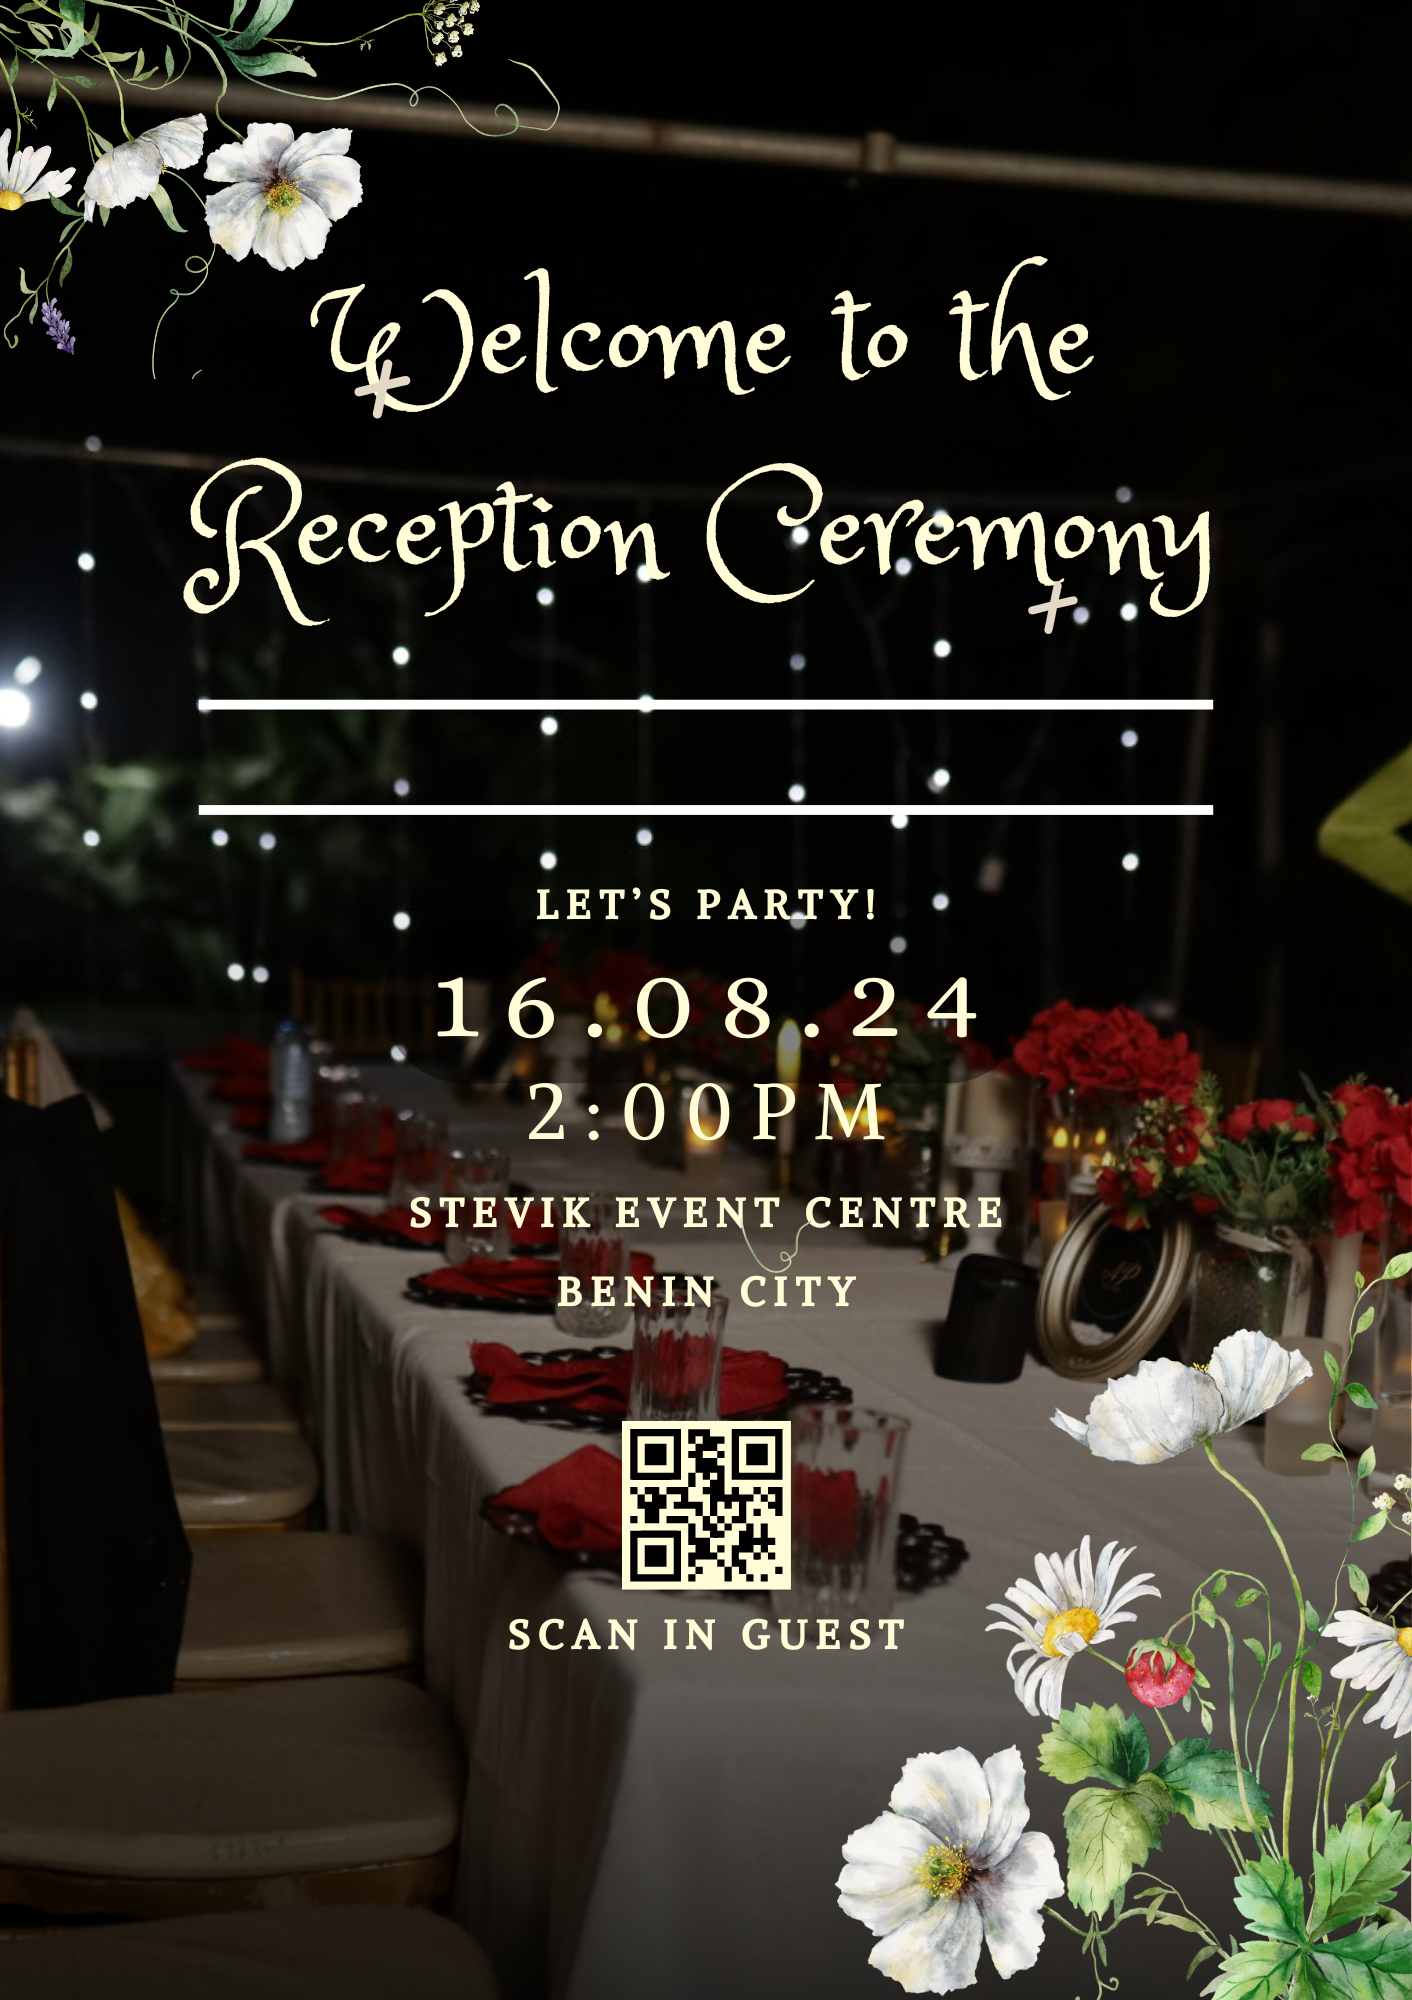 Welcome to the
Reception Ceremony
LET'S PARTY!
16.08.24
2:00PM
STEVIK EVENT CENTRE
BENIN CITY
SCAN IN GUEST